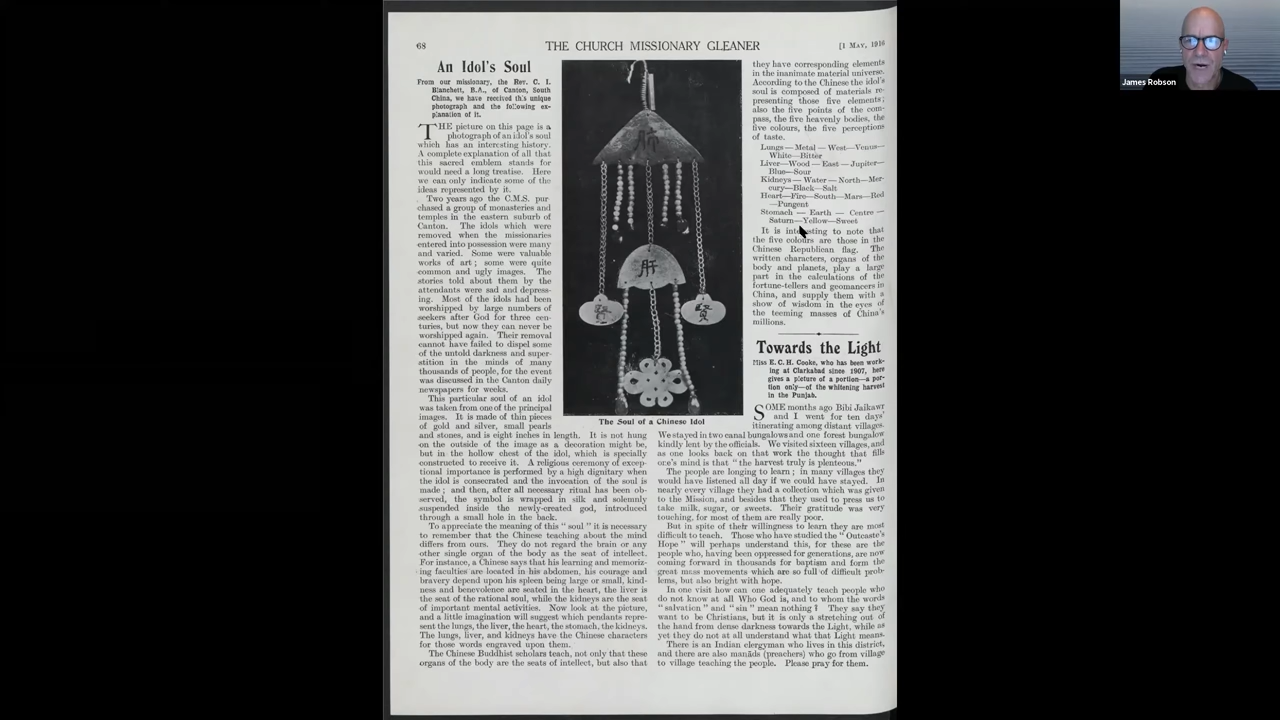 James Robson
68
THE CHURCH MISSIONARY GLEANER
[1 MAY, 1916
An Idol's Soul
From our missionary, the Rev. C. I.
Blanchett, B.A., of Canton, South
China, we have received this unique
photograph and the following ex-
planation of it.
THE picture on this page is a
photograph of an idol's soul
which has an interesting history.
A complete explanation of all that
this sacred emblem stands for
would need a long treatise. Here
we can only indicate some of the
ideas represented by it.
Two years ago the C.M.S. pur
chased a group of monasteries and
temples in the eastern suburb of
Canton. The idols which were
removed when the missionaries
entered into possession were many
and varied. Some were valuable
works of art; some were quite
common and ugly images. The
stories told about them by the
attendants were sad and depress-
ing. Most of the idols had been
worshipped by large numbers of
seekers after God for three cen-
turies, but now they can never be
worshipped again. Their removal
cannot have failed to dispel some
of the untold darkness and super-
stition in the minds of many
thousands of people, for the event
was discussed in the Canton daily
newspapers for weeks.
This particular soul of an idol
was taken from one of the principal
images. It is made of thin pieces
of gold and silver, small pearls
and stones, and is eight inches in length. It is not hung
on the outside of the image as a decoration might be,
but in the hollow chest of the idol, which is specially
constructed to receive it. A religious ceremony of excep-
tional importance is performed by a high dignitary when
the idol is consecrated and the invocation of the soul is
made; and then, after all necessary ritual has been ob-
served, the symbol is wrapped in silk and solemnly
suspended inside the newly-created god, introduced
through a small hole in the back.
To appreciate the meaning of this "soul" it is necessary
to remember that the Chinese teaching about the mind
differs from ours. They do not regard the brain or any
other single organ of the body as the seat of intellect.
For instance, a Chinese says that his learning and memoriz-
ing faculties are located in his abdomen, his courage and
bravery depend upon his spleen being large or small, kind-
ness and benevolence are seated in the heart, the liver is
the seat of the rational soul, while the kidneys are the seat
of important mental activities. Now look at the picture,
and a little imagination will suggest which pendants repre-
sent the lungs, the liver, the heart, the stomach, the kidneys.
The lungs, liver, and kidneys have the Chinese characters
for those words engraved upon them.
The Chinese Buddhist scholars teach, not only that these
organs of the body are the seats of intellect, but also that
肝
The Soul of a Chinese Idol
they have corresponding elements
in the inanimate material universe.
According to the Chinese the idol's
soul is composed of materials re-
presenting those five elements;
also the five points of the com-
pass, the five heavenly bodies, the
five colours, the five perceptions
of taste.
Lungs—Metal—West—Venus—
White—Bitter
Liver—Wood—East—Jupiter—
Blue—Sour
Kidneys—Water—North—Mer-
cury—Black—Salt
Heart—Fire—South—Mars—Red
—Pungent
Stomach—Earth—Centre—
Saturn—Yellow—Sweet
It is interesting to note that
the five colours are those in the
Chinese Republican flag. The
written characters, organs of the
body and planets, play a large
part in the calculations of the
fortune-tellers and geomancers in
China, and supply them with a
show of wisdom in the eyes of
the teeming masses of China's
millions.
Towards the Light
Miss E. C. H. Cooke, who has been work-
ing at Clarkabad since 1907, here
gives a picture of a portion—a por-
tion only—of the whitening harvest
in the Punjab.
SOME months ago Bibi Jaikawr
and I went for ten days'
itinerating among distant villages.
We stayed in two canal bungalows and one forest bungalow
kindly lent by the officials. We visited sixteen villages, and
as one looks back on that work the thought that fills
one's mind is that "the harvest truly is plenteous."
The people are longing to learn; in many villages they
would have listened all day if we could have stayed. In
nearly every village they had a collection which was given
to the Mission, and besides that they used to press us to
take milk, sugar, or sweets. Their gratitude was very
touching, for most of them are really poor.
But in spite of their willingness to learn they are most
difficult to teach. Those who have studied the "Outcaste's
Hope" will perhaps understand this, for these are the
people who, having been oppressed for generations, are now
coming forward in thousands for baptism and form the
great mass movements which are so full of difficult prob-
lems, but also bright with hope.
In one visit how can one adequately teach people who
do not know at all Who God is, and to whom the words
"salvation" and "sin" mean nothing? They say they
want to be Christians, but it is only a stretching out of
the hand from dense darkness towards the Light, while as
yet they do not at all understand what that Light means.
There is an Indian clergyman who lives in this district,
and there are also manāds (preachers) who go from village
to village teaching the people. Please pray for them.